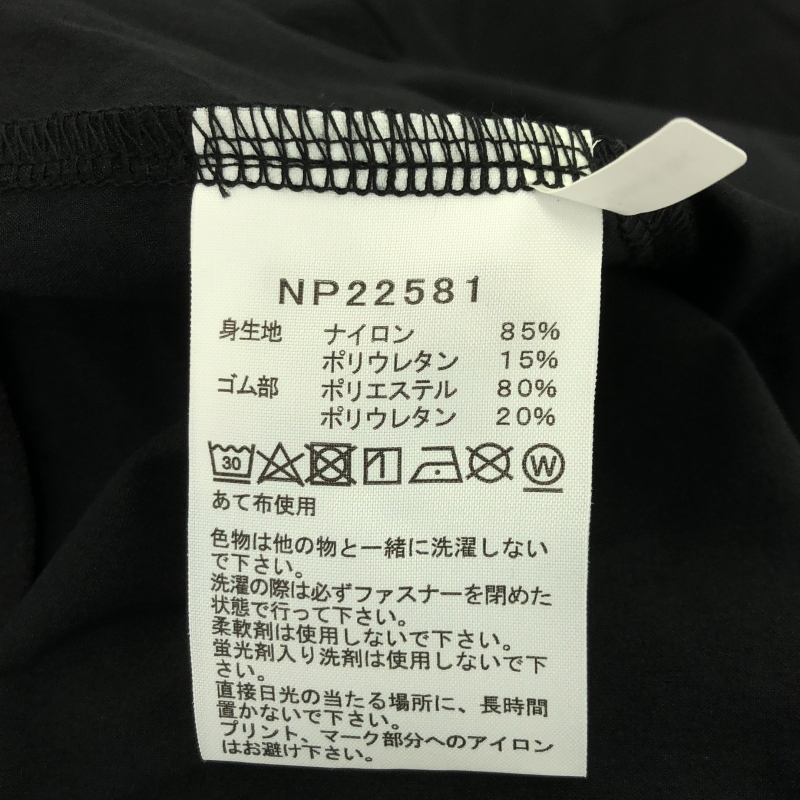 NP22581
身生地 ナイロン 85%
ポリウレタン 15%
ゴム部 ポリエステル 80%
ポリウレタン 20%
30 W
あて布使用
色物は他の物と一緒に洗濯しない
で下さい。
洗濯の際は必ずファスナーを閉めた
状態で行って下さい。
柔軟剤は使用しないで下さい。
蛍光剤入り洗剤は使用しないで下
さい。
直接日光の当たる場所に、長時間
置かないで下さい。
プリント、マーク部分へのアイロン
はお避け下さい。